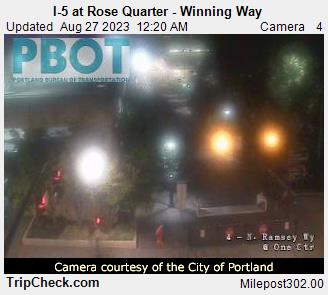 I-5 at Rose Quarter - Winning Way
Updated Aug 27 2023 12:20 AM Camera 4
PBOT
PORTLAND BUREAU OF TRANSPORTATION
4 - N. Ramsey Wy
@ One Ctr
Camera courtesy of the City of Portland
TripCheck.com Milepost302.00